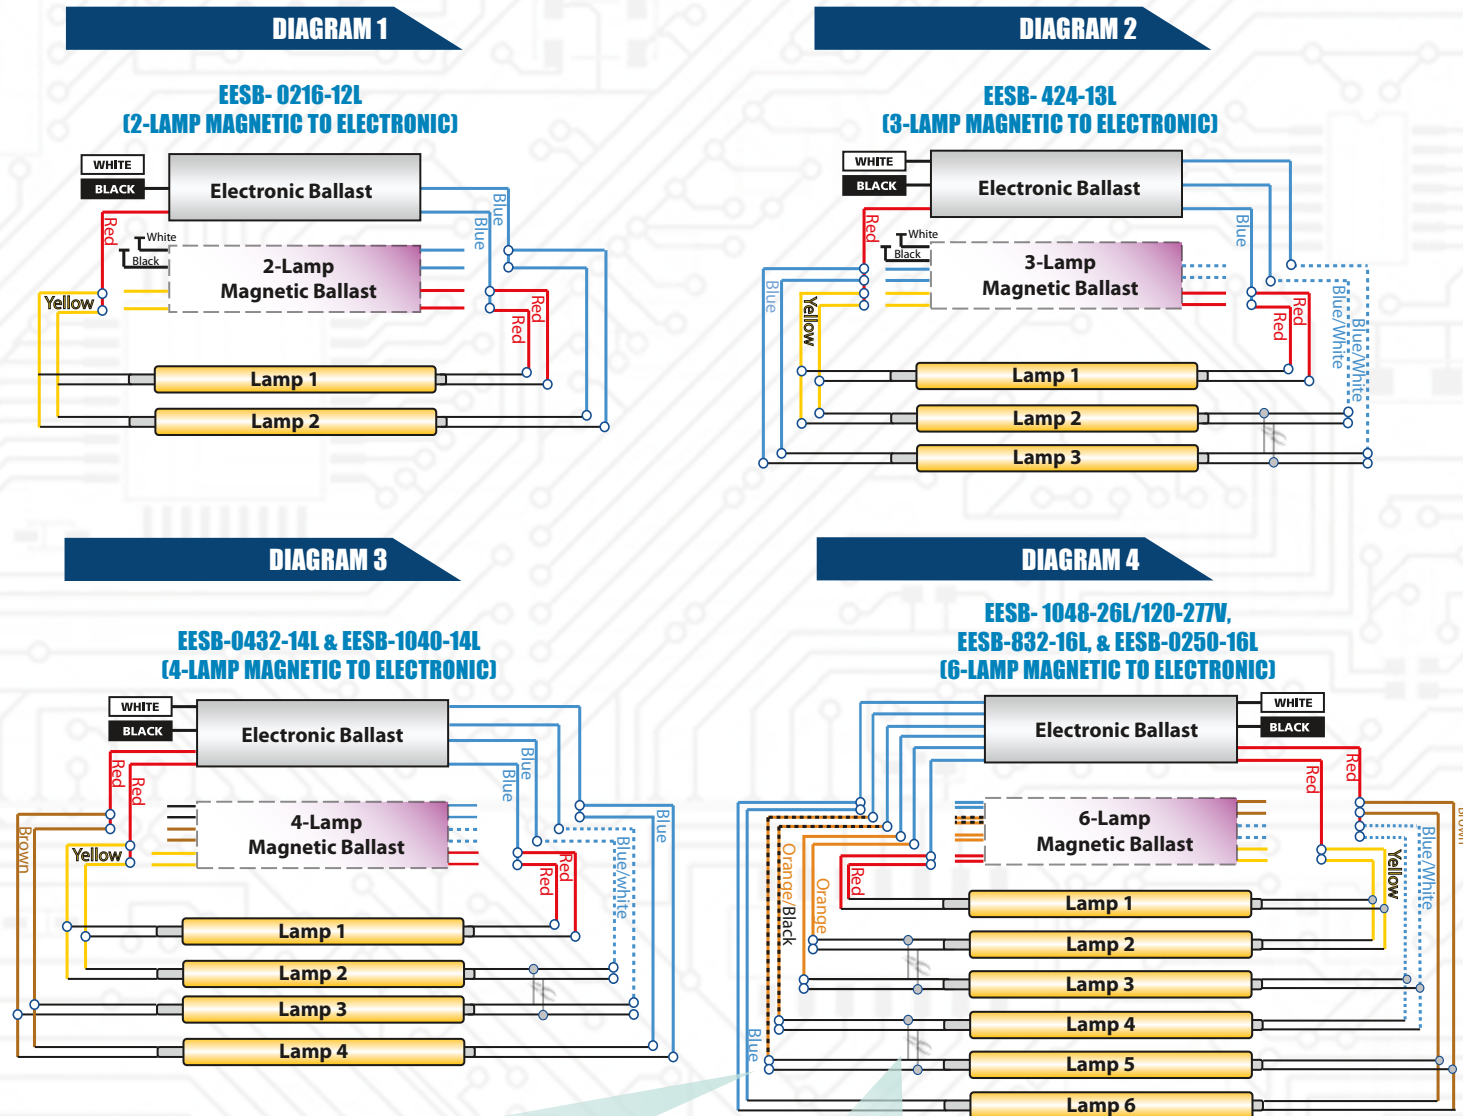 DIAGRAM 1
EESB- 0216-12L
(2-LAMP MAGNETIC TO ELECTRONIC)
WHITE
BLACK
Electronic Ballast
Red
White
Black
2-Lamp
Magnetic Ballast
Blue
Blue
Yellow
Red
Red
Lamp 1
Lamp 2
DIAGRAM 2
EESB- 424-13L
(3-LAMP MAGNETIC TO ELECTRONIC)
WHITE
BLACK
Electronic Ballast
Red
White
Black
3-Lamp
Magnetic Ballast
Blue
Blue
Yellow
Red
Red
Blue/White
Blue/White
Lamp 1
Lamp 2
Lamp 3
DIAGRAM 3
EESB-0432-14L & EESB-1040-14L
(4-LAMP MAGNETIC TO ELECTRONIC)
WHITE
BLACK
Electronic Ballast
Red
Red
Blue
Blue
4-Lamp
Magnetic Ballast
Blue
Brown
Yellow
Red
Red
Blue/white
Lamp 1
Lamp 2
Lamp 3
Lamp 4
DIAGRAM 4
EESB- 1048-26L/120-277V,
EESB-832-16L, & EESB-0250-16L
(6-LAMP MAGNETIC TO ELECTRONIC)
WHITE
BLACK
Electronic Ballast
Red
Red
6-Lamp
Magnetic Ballast
Brown
Blue/White
Yellow
Orange/Black
Orange
Red
Blue
Lamp 1
Lamp 2
Lamp 3
Lamp 4
Lamp 5
Lamp 6